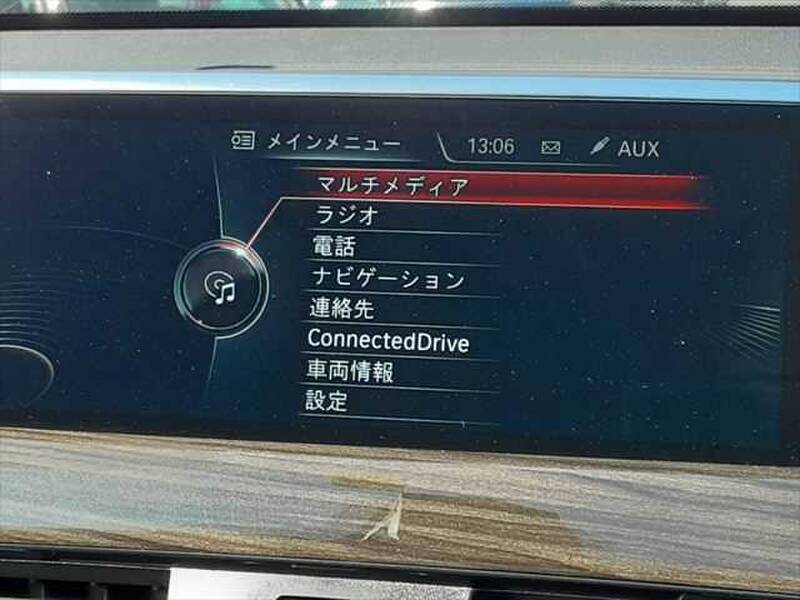 メインメニュー 13:06 AUX
マルチメディア
ラジオ
電話
ナビゲーション
連絡先
ConnectedDrive
車両情報
設定